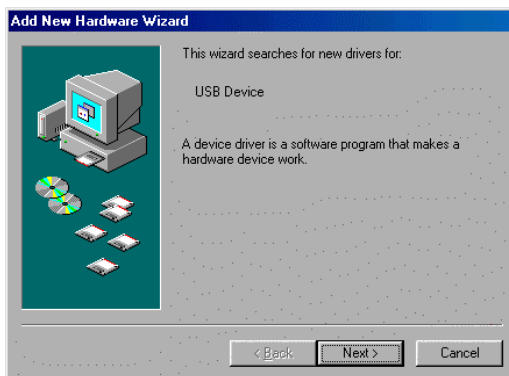 Add New Hardware Wizard
This wizard searches for new drivers for:
USB Device
A device driver is a software program that makes a
hardware device work.
< Back
Next >
Cancel